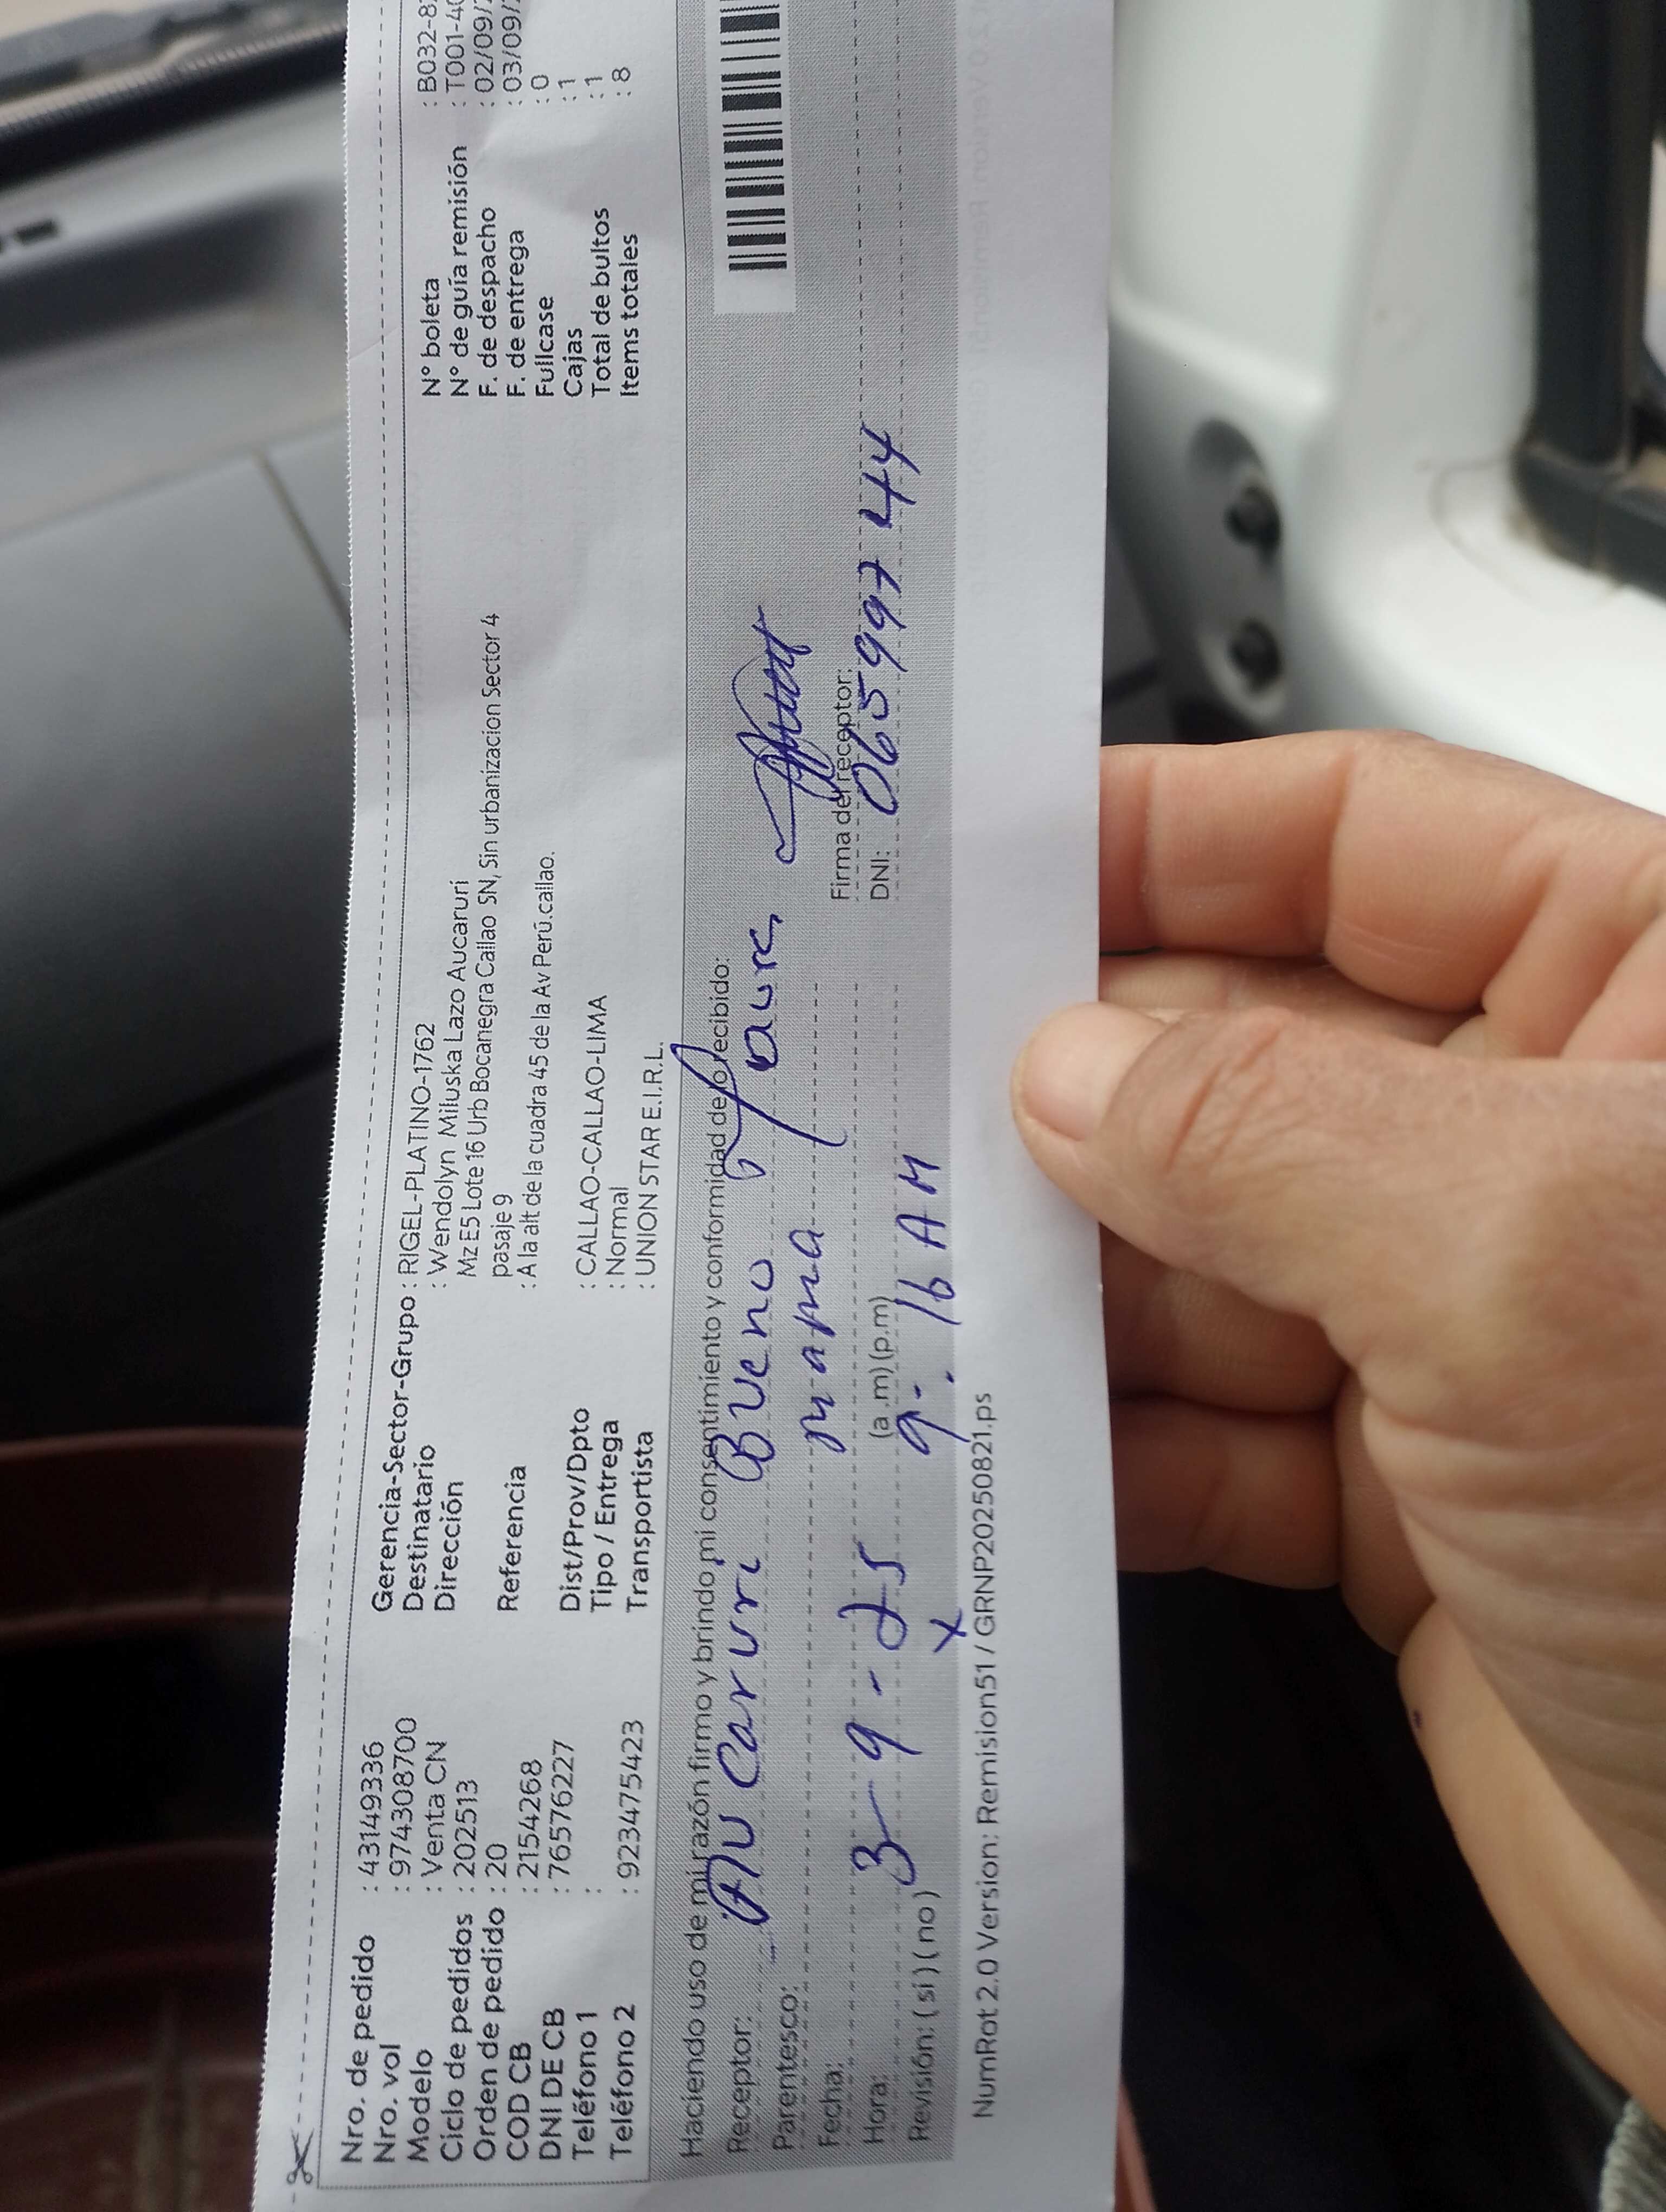 Nro. de pedido : 43149336
Nro. vol : 974308700
Modelo : Venta CN
Ciclo de pedidos : 202513
Orden de pedido : 20
COD CB : 2154268
DNI DE CB : 76576227
Teléfono 1 :
Teléfono 2 : 923475423
Gerencia-Sector-Grupo : RIGEL-PLATINO-1762
Destinatario : Wendolyn Miluska Lazo Aucaruri
Dirección Mz E5 Lote 16 Urb Bocanegra Callao SN, Sin urbanizacion Sector 4
pasaje 9
Referencia : A la alt de la cuadra 45 de la Av Perú.callao.
Dist/Prov/Dpto : CALLAO-CALLAO-LIMA
Tipo / Entrega : Normal
Transportista : UNION STAR E.I.R.L.
N° boleta : B032-8
N° de guía remisión : T001-40
F. de despacho : 02/09/
F. de entrega : 03/09/
Fullcase : 0
Cajas : 1
Total de bultos : 1
Items totales : 8
Haciendo uso de mi razón firmo y brindo mi consentimiento y conformidad de lo recibido:
Receptor: Au Caruri Bueno Laura
Parentesco: mama
Fecha: 3-9-25
Hora: (a.m) (p.m) 9:16 AM
Revisión: ( si ) ( no ) x
Firma del receptor:
DNI: 06599744
NumRot 2.0 Version: Remision51 / GRNP20250821.ps